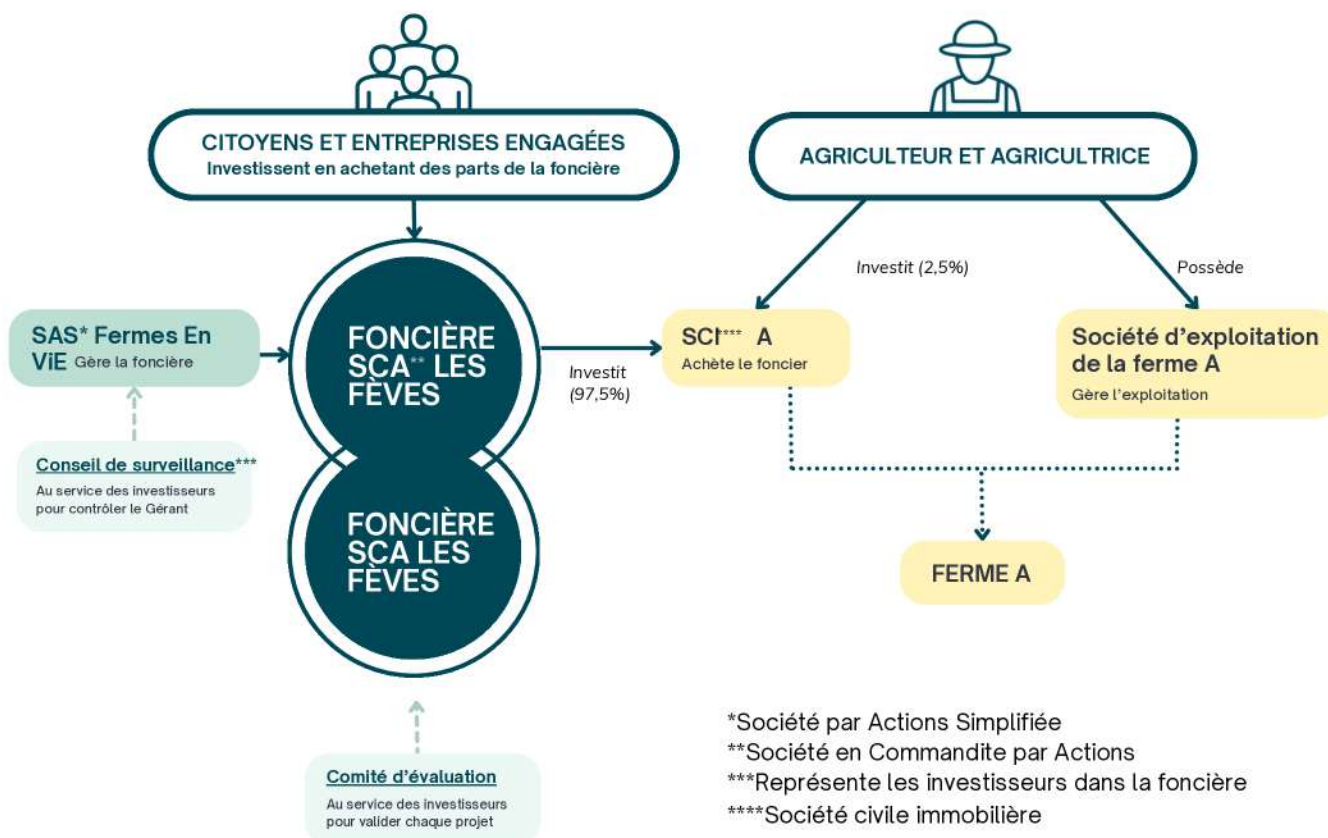 CITOYENS ET ENTREPRISES ENGAGÉES
Investissent en achetant des parts de la foncière
AGRICULTEUR ET AGRICULTRICE
Investit (2,5%)
Possède
SAS* Fermes En
ViE Gère la foncière
FONCIÈRE
SCA** LES
FÈVES
Investit
(97,5%)
SCI**** A
Achète le foncier
Société d'exploitation
de la ferme A
Gère l'exploitation
Conseil de surveillance***
Au service des investisseurs
pour contrôler le Gérant
FONCIÈRE
SCA LES
FÈVES
FERME A
Comité d'évaluation
Au service des investisseurs
pour valider chaque projet
*Société par Actions Simplifiée
**Société en Commandite par Actions
***Représente les investisseurs dans la foncière
****Société civile immobilière